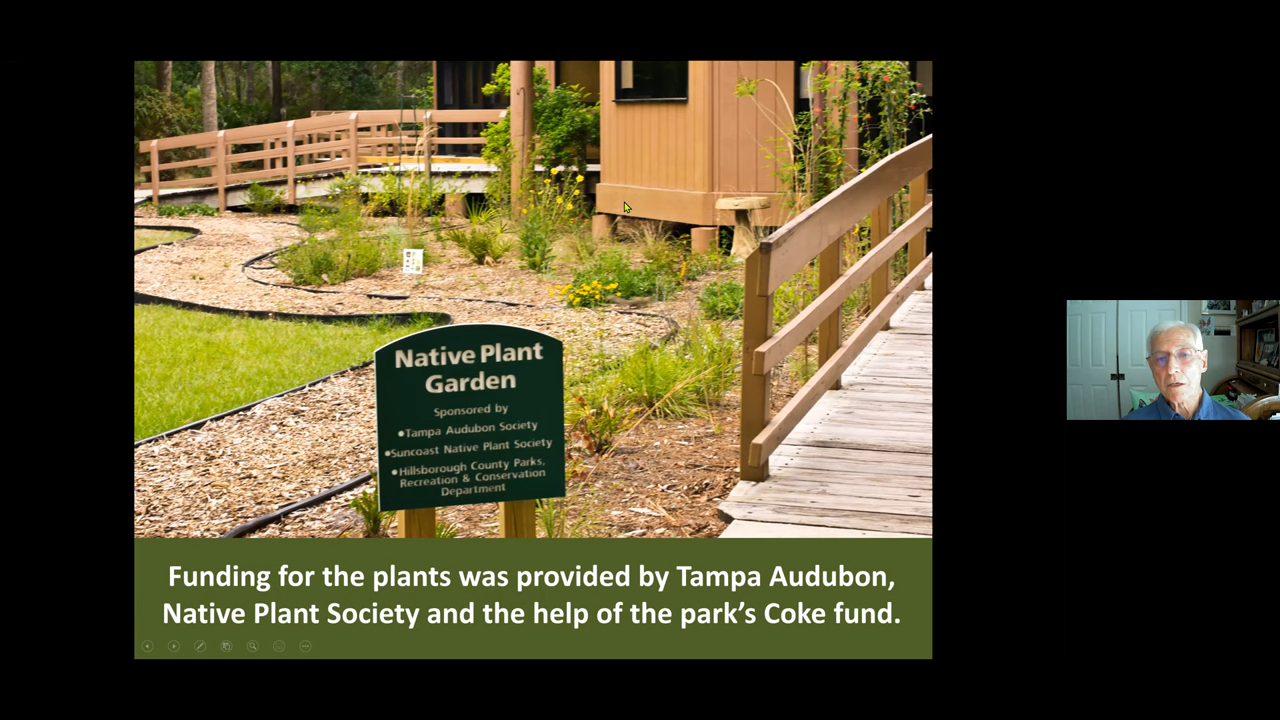 Native Plant
Garden
Sponsored by
•Tampa Audubon Society
•Suncoast Native Plant Society
•Hillsborough County Parks,
Recreation & Conservation
Department
Funding for the plants was provided by Tampa Audubon,
Native Plant Society and the help of the park’s Coke fund.